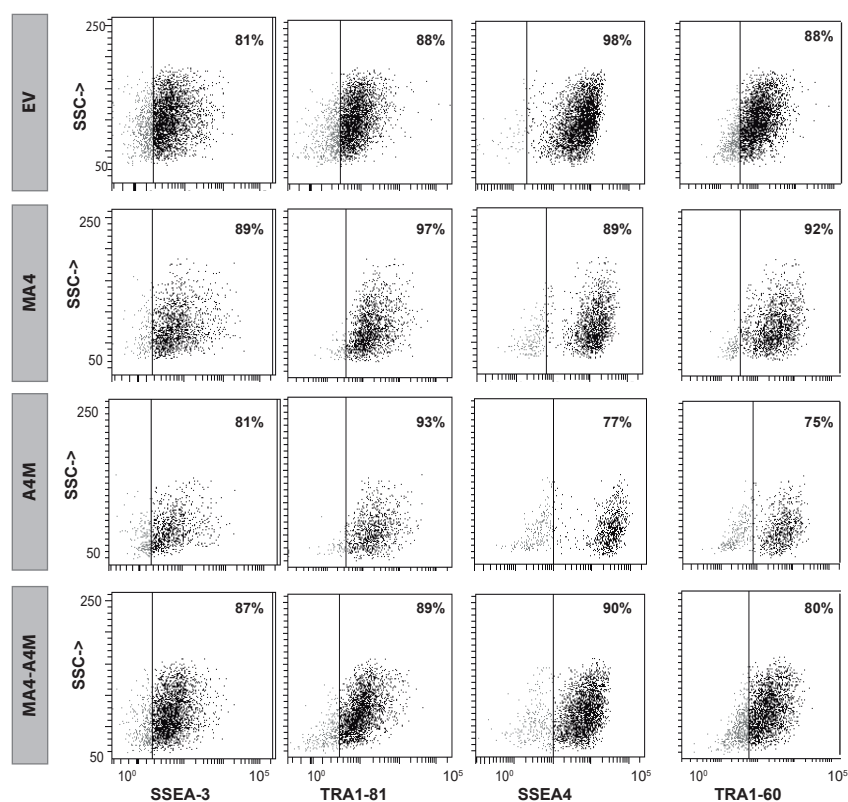 EV
SSC->
250
50
81%
88%
98%
88%
MA4
SSC->
250
50
89%
97%
89%
92%
A4M
SSC->
250
50
81%
93%
77%
75%
MA4-A4M
SSC->
250
50
87%
89%
90%
80%
10⁰ 10⁵ 10⁰ 10⁵ 10⁰ 10⁵ 10⁰ 10⁵
SSEA-3 TRA1-81 SSEA4 TRA1-60